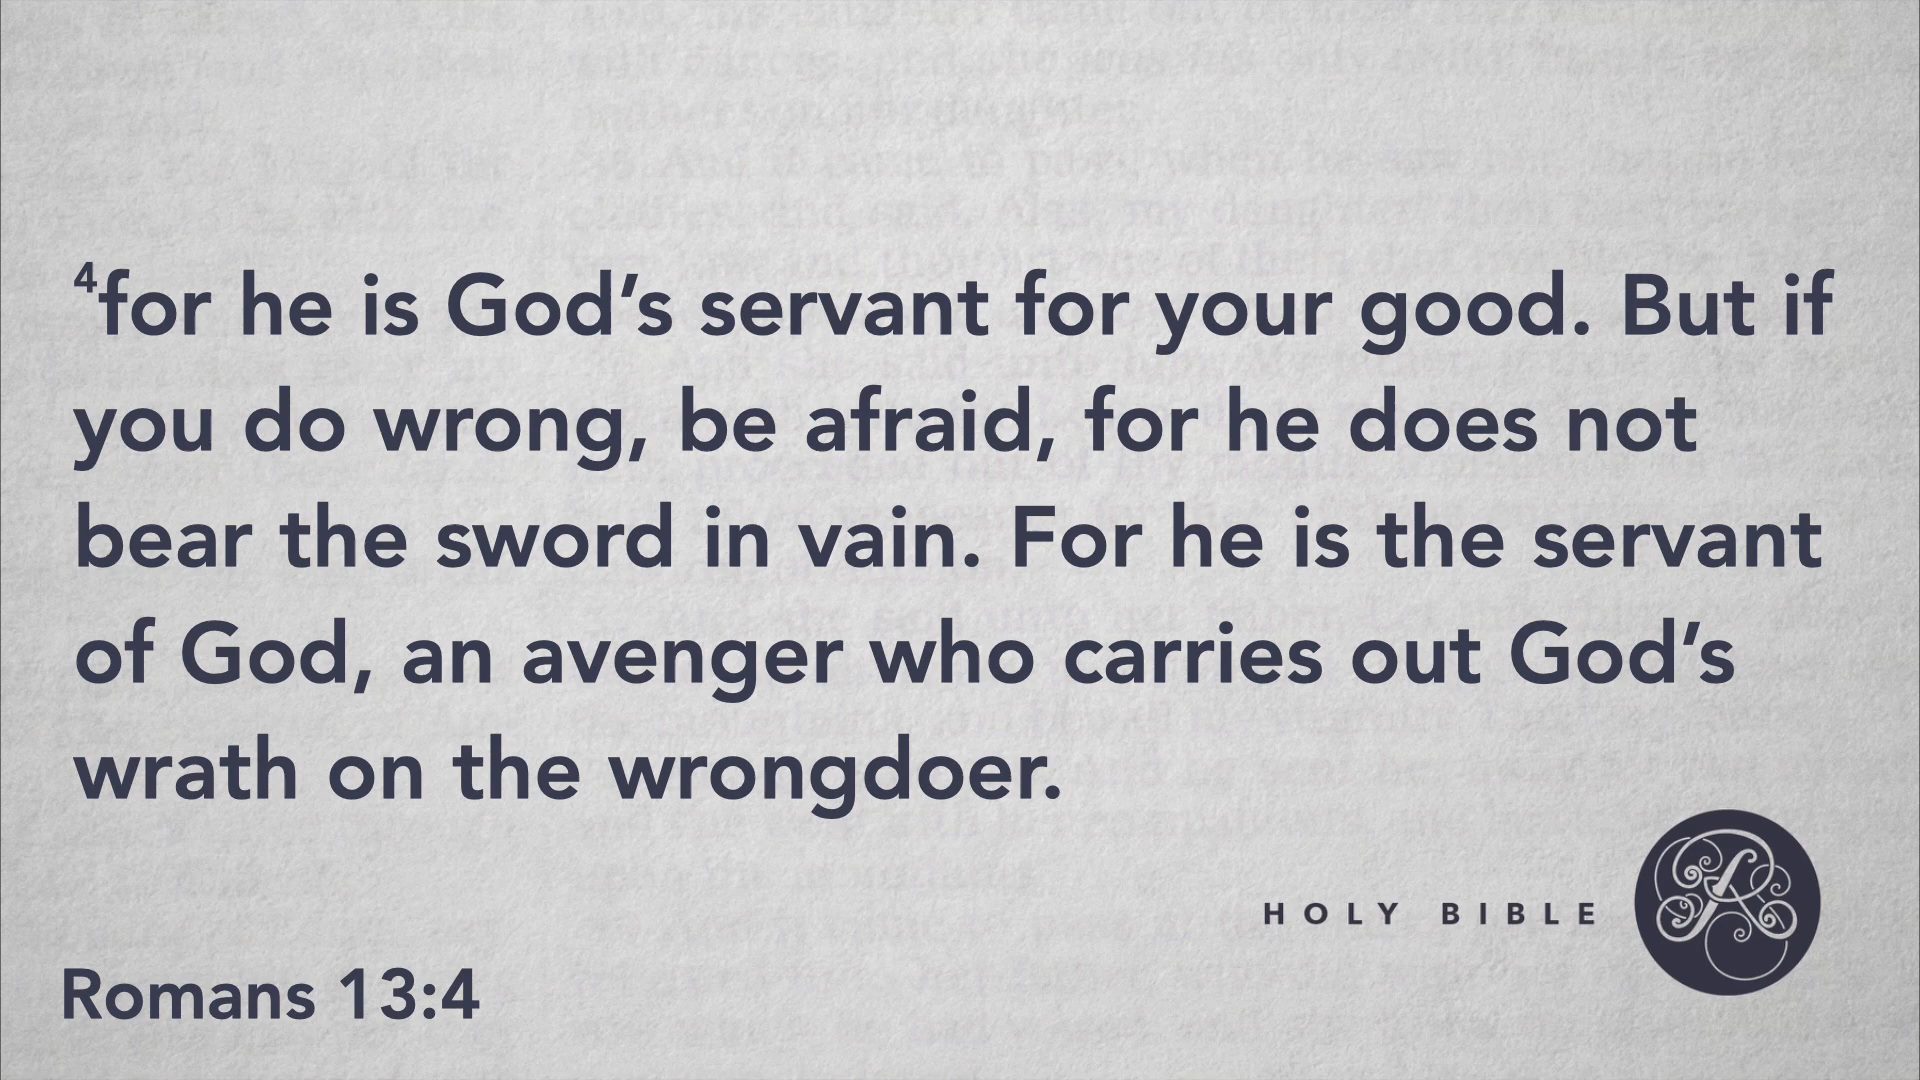 ⁴for he is God’s servant for your good. But if
you do wrong, be afraid, for he does not
bear the sword in vain. For he is the servant
of God, an avenger who carries out God’s
wrath on the wrongdoer.
HOLY BIBLE
Romans 13:4